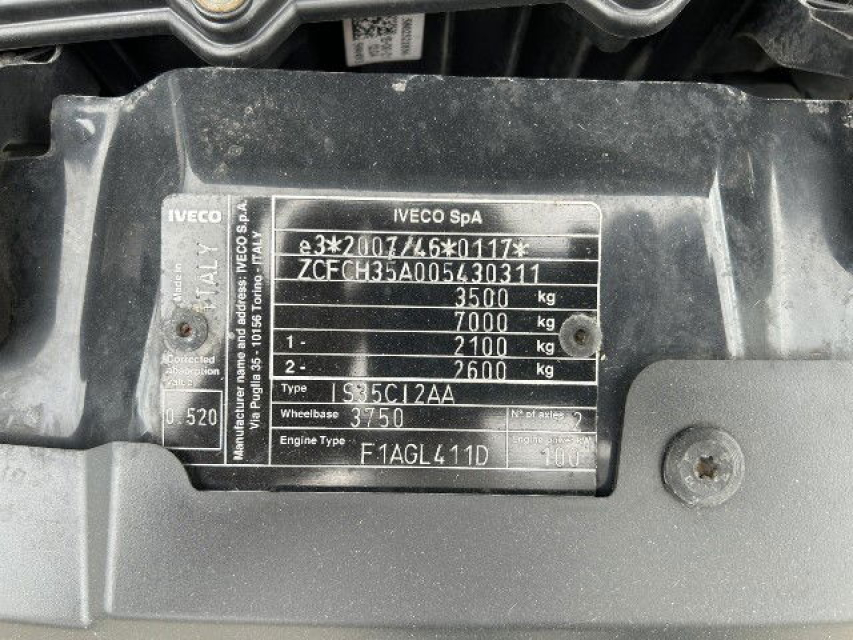 IVECO
Made in
ITALY
Corrected
Absorption
Value
0.520
Manufacturer name and address: IVECO S.p.A.
Via Puglia 35 - 10156 Torino - ITALY
IVECO SpA
e3*2007/46*0117*
ZCFCH35A005430311
3500 kg
7000 kg
1- 2100 kg
2- 2600 kg
Type IS35CI2AA
Wheelbase 3750 N° of axles 2
Engine Type F1AGL411D Engine power kW 100